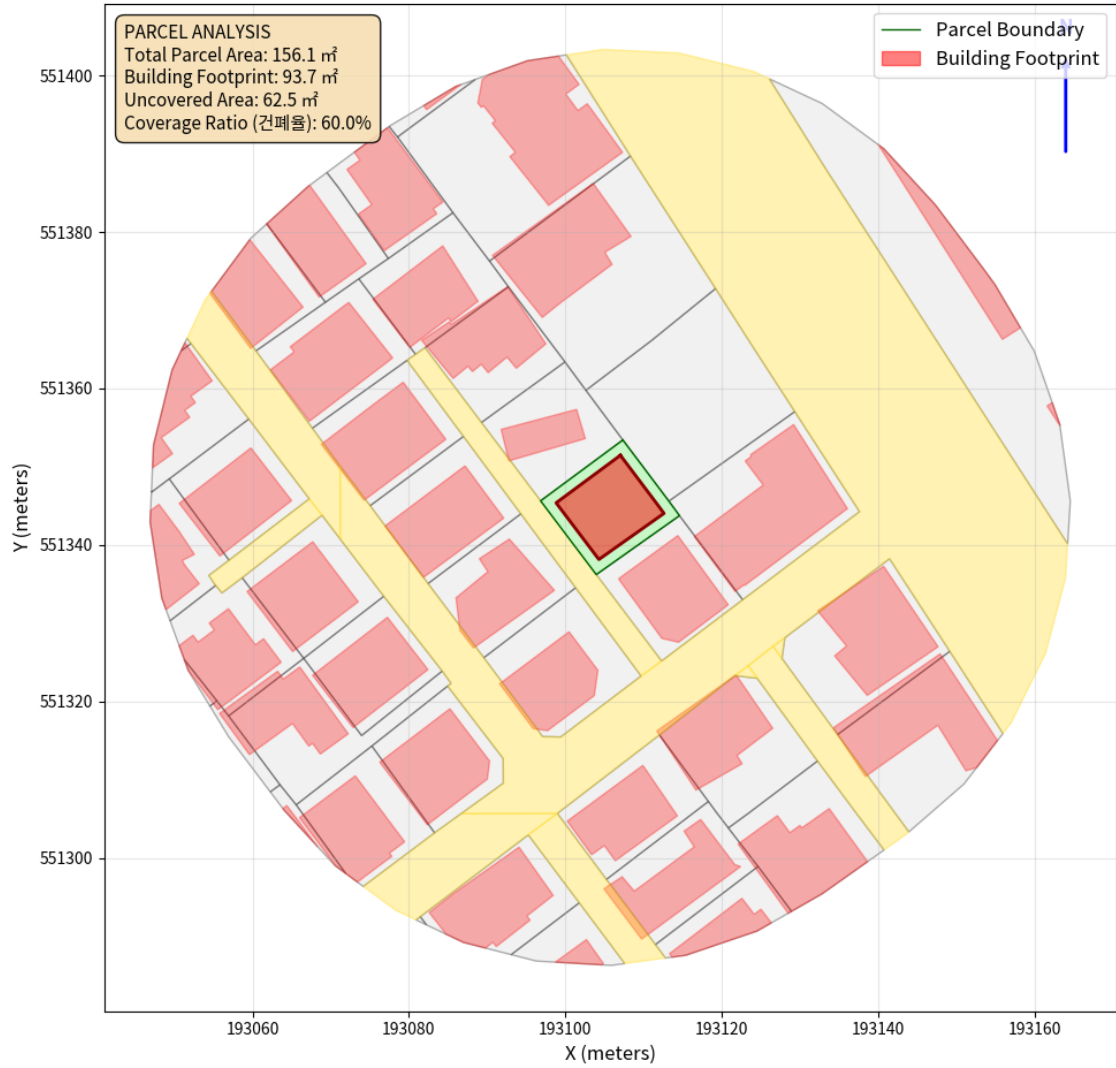 PARCEL ANALYSIS
Total Parcel Area: 156.1 ㎡
Building Footprint: 93.7 ㎡
Uncovered Area: 62.5 ㎡
Coverage Ratio (건폐율): 60.0%
N
Parcel Boundary
Building Footprint
551400
551380
551360
551340
551320
551300
Y (meters)
193060
193080
193100
193120
193140
193160
X (meters)